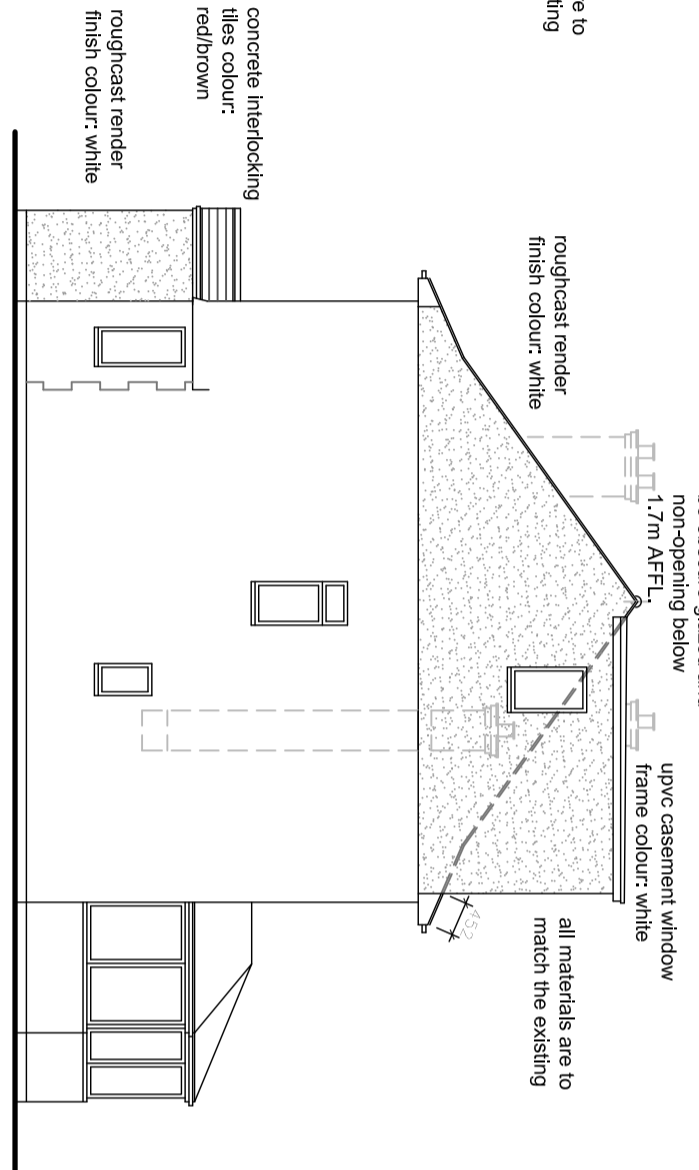 re to
ting
non-opening below
1.7m AFFL.
concrete interlocking
tiles colour:
red/brown
roughcast render
finish colour: white
roughcast render
finish colour: white
upvc casement window
frame colour: white
all materials are to
match the existing
452